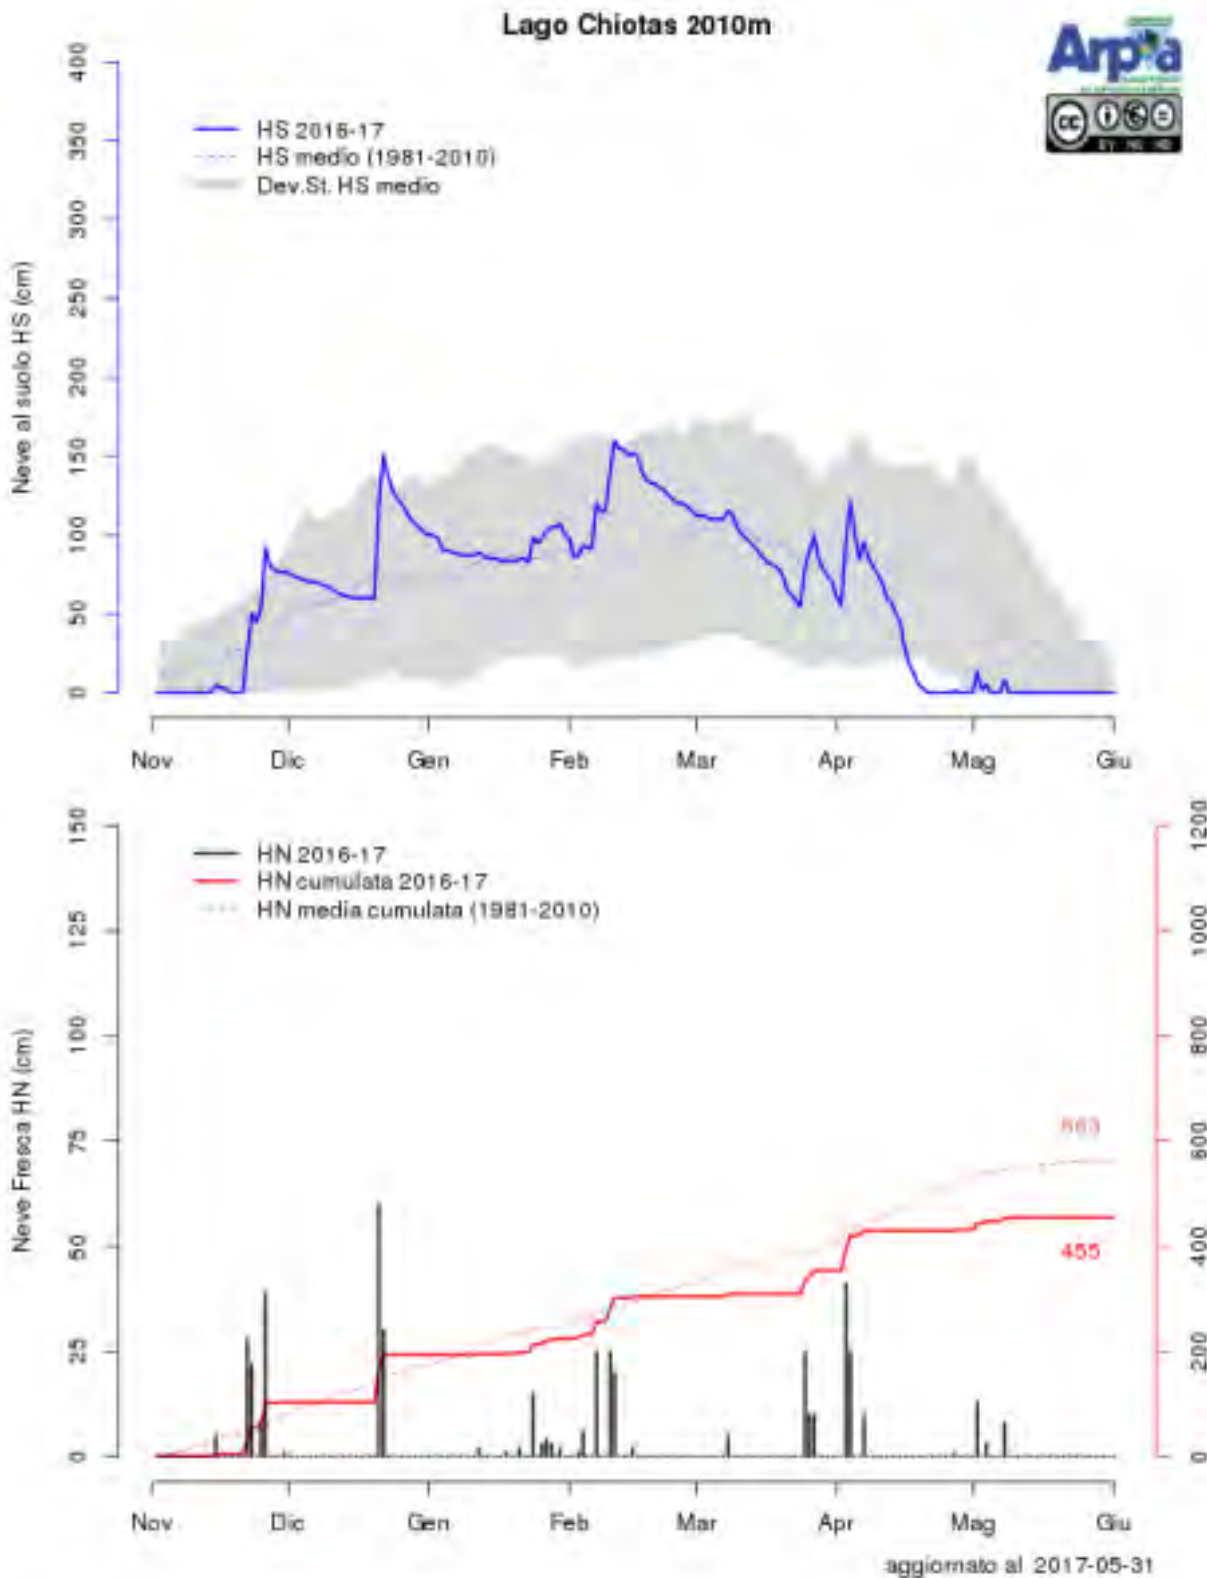 Lago Chiotas 2010m
Arpa
cc
BY NC ND
400
350
300
250
200
150
100
50
0
Neve al suolo HS (cm)
HS 2016-17
HS medio (1981-2010)
Dev.St. HS medio
Nov Dic Gen Feb Mar Apr Mag Giu
150
125
100
75
50
25
0
Neve Fresca HN (cm)
HN 2016-17
HN cumulata 2016-17
HN media cumulata (1981-2010)
1200
1000
800
600
400
200
0
563
455
Nov Dic Gen Feb Mar Apr Mag Giu
aggiornato al 2017-05-31